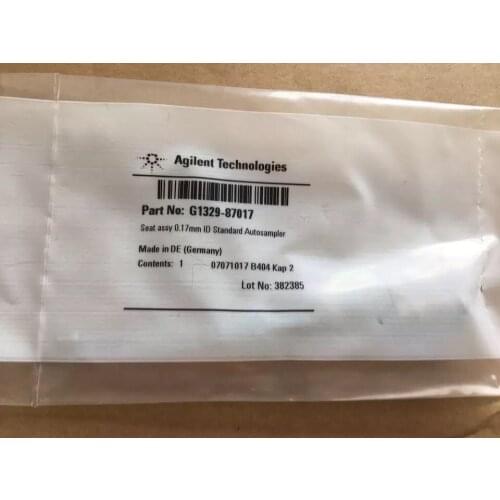 Agilent Technologies
Part No: G1329-87017
Seat assy 0.17mm ID Standard Autosampler
Made in DE (Germany)
Contents: 1 07071017 B404 Kap 2
Lot No: 382385